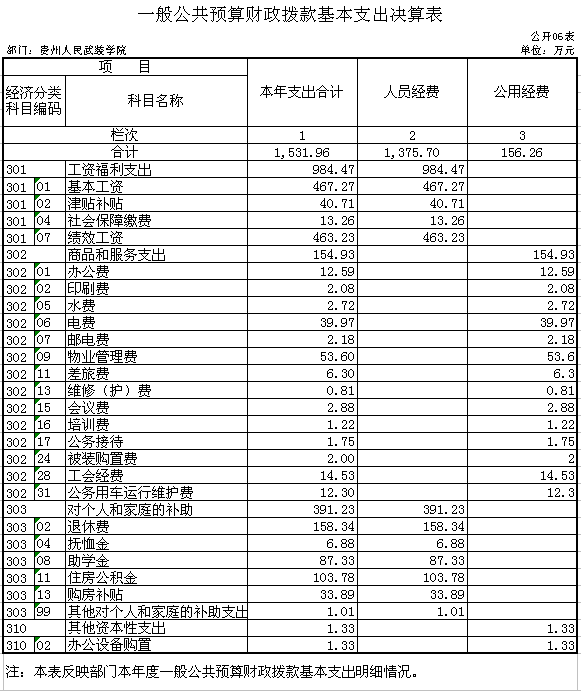 一般公共预算财政拨款基本支出决算表
公开06表
部门：贵州人民武装学院 单位：万元
项 目 本年支出合计 人员经费 公用经费
经济分类科目编码 科目名称
栏次 1 2 3
合计 1,531.96 1,375.70 156.26
301 工资福利支出 984.47 984.47
301 01 基本工资 467.27 467.27
301 02 津贴补贴 40.71 40.71
301 04 社会保障缴费 13.26 13.26
301 07 绩效工资 463.23 463.23
302 商品和服务支出 154.93 154.93
302 01 办公费 12.59 12.59
302 02 印刷费 2.08 2.08
302 05 水费 2.72 2.72
302 06 电费 39.97 39.97
302 07 邮电费 2.18 2.18
302 09 物业管理费 53.60 53.6
302 11 差旅费 6.30 6.3
302 13 维修（护）费 0.81 0.81
302 15 会议费 2.88 2.88
302 16 培训费 1.22 1.22
302 17 公务接待 1.75 1.75
302 24 被装购置费 2.00 2
302 28 工会经费 14.53 14.53
302 31 公务用车运行维护费 12.30 12.3
303 对个人和家庭的补助 391.23 391.23
303 02 退休费 158.34 158.34
303 04 抚恤金 6.88 6.88
303 08 助学金 87.33 87.33
303 11 住房公积金 103.78 103.78
303 13 购房补贴 33.89 33.89
303 99 其他对个人和家庭的补助支出 1.01 1.01
310 其他资本性支出 1.33 1.33
310 02 办公设备购置 1.33 1.33
注：本表反映部门本年度一般公共预算财政拨款基本支出明细情况。